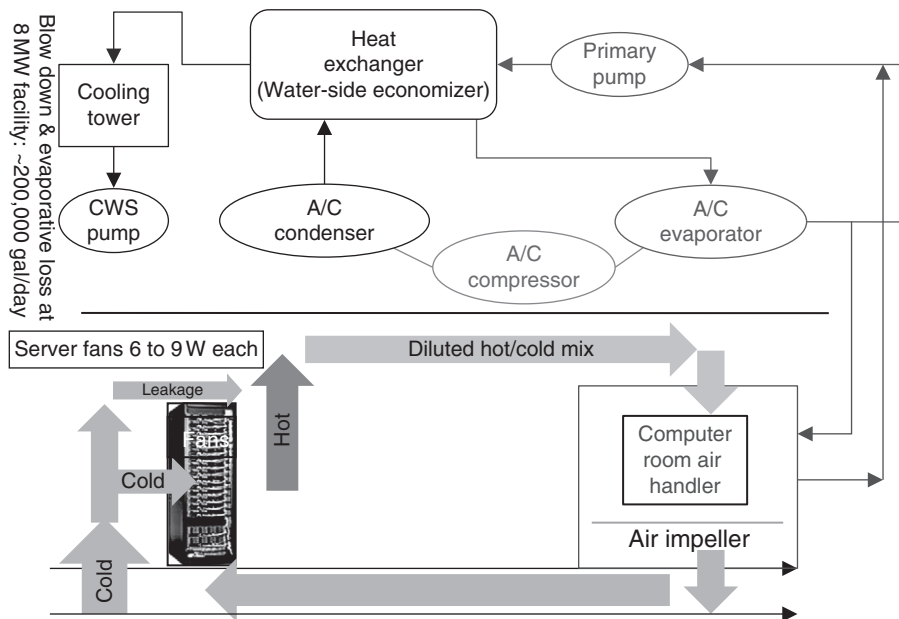 Blow down & evaporative loss at
8 MW facility: ~200,000 gal/day
Cooling
tower
CWS
pump
Heat
exchanger
(Water-side economizer)
Primary
pump
A/C
condenser
A/C
compressor
A/C
evaporator
Server fans 6 to 9 W each
Leakage
Diluted hot/cold mix
Hot
Fans
Cold
Cold
Computer
room air
handler
Air impeller